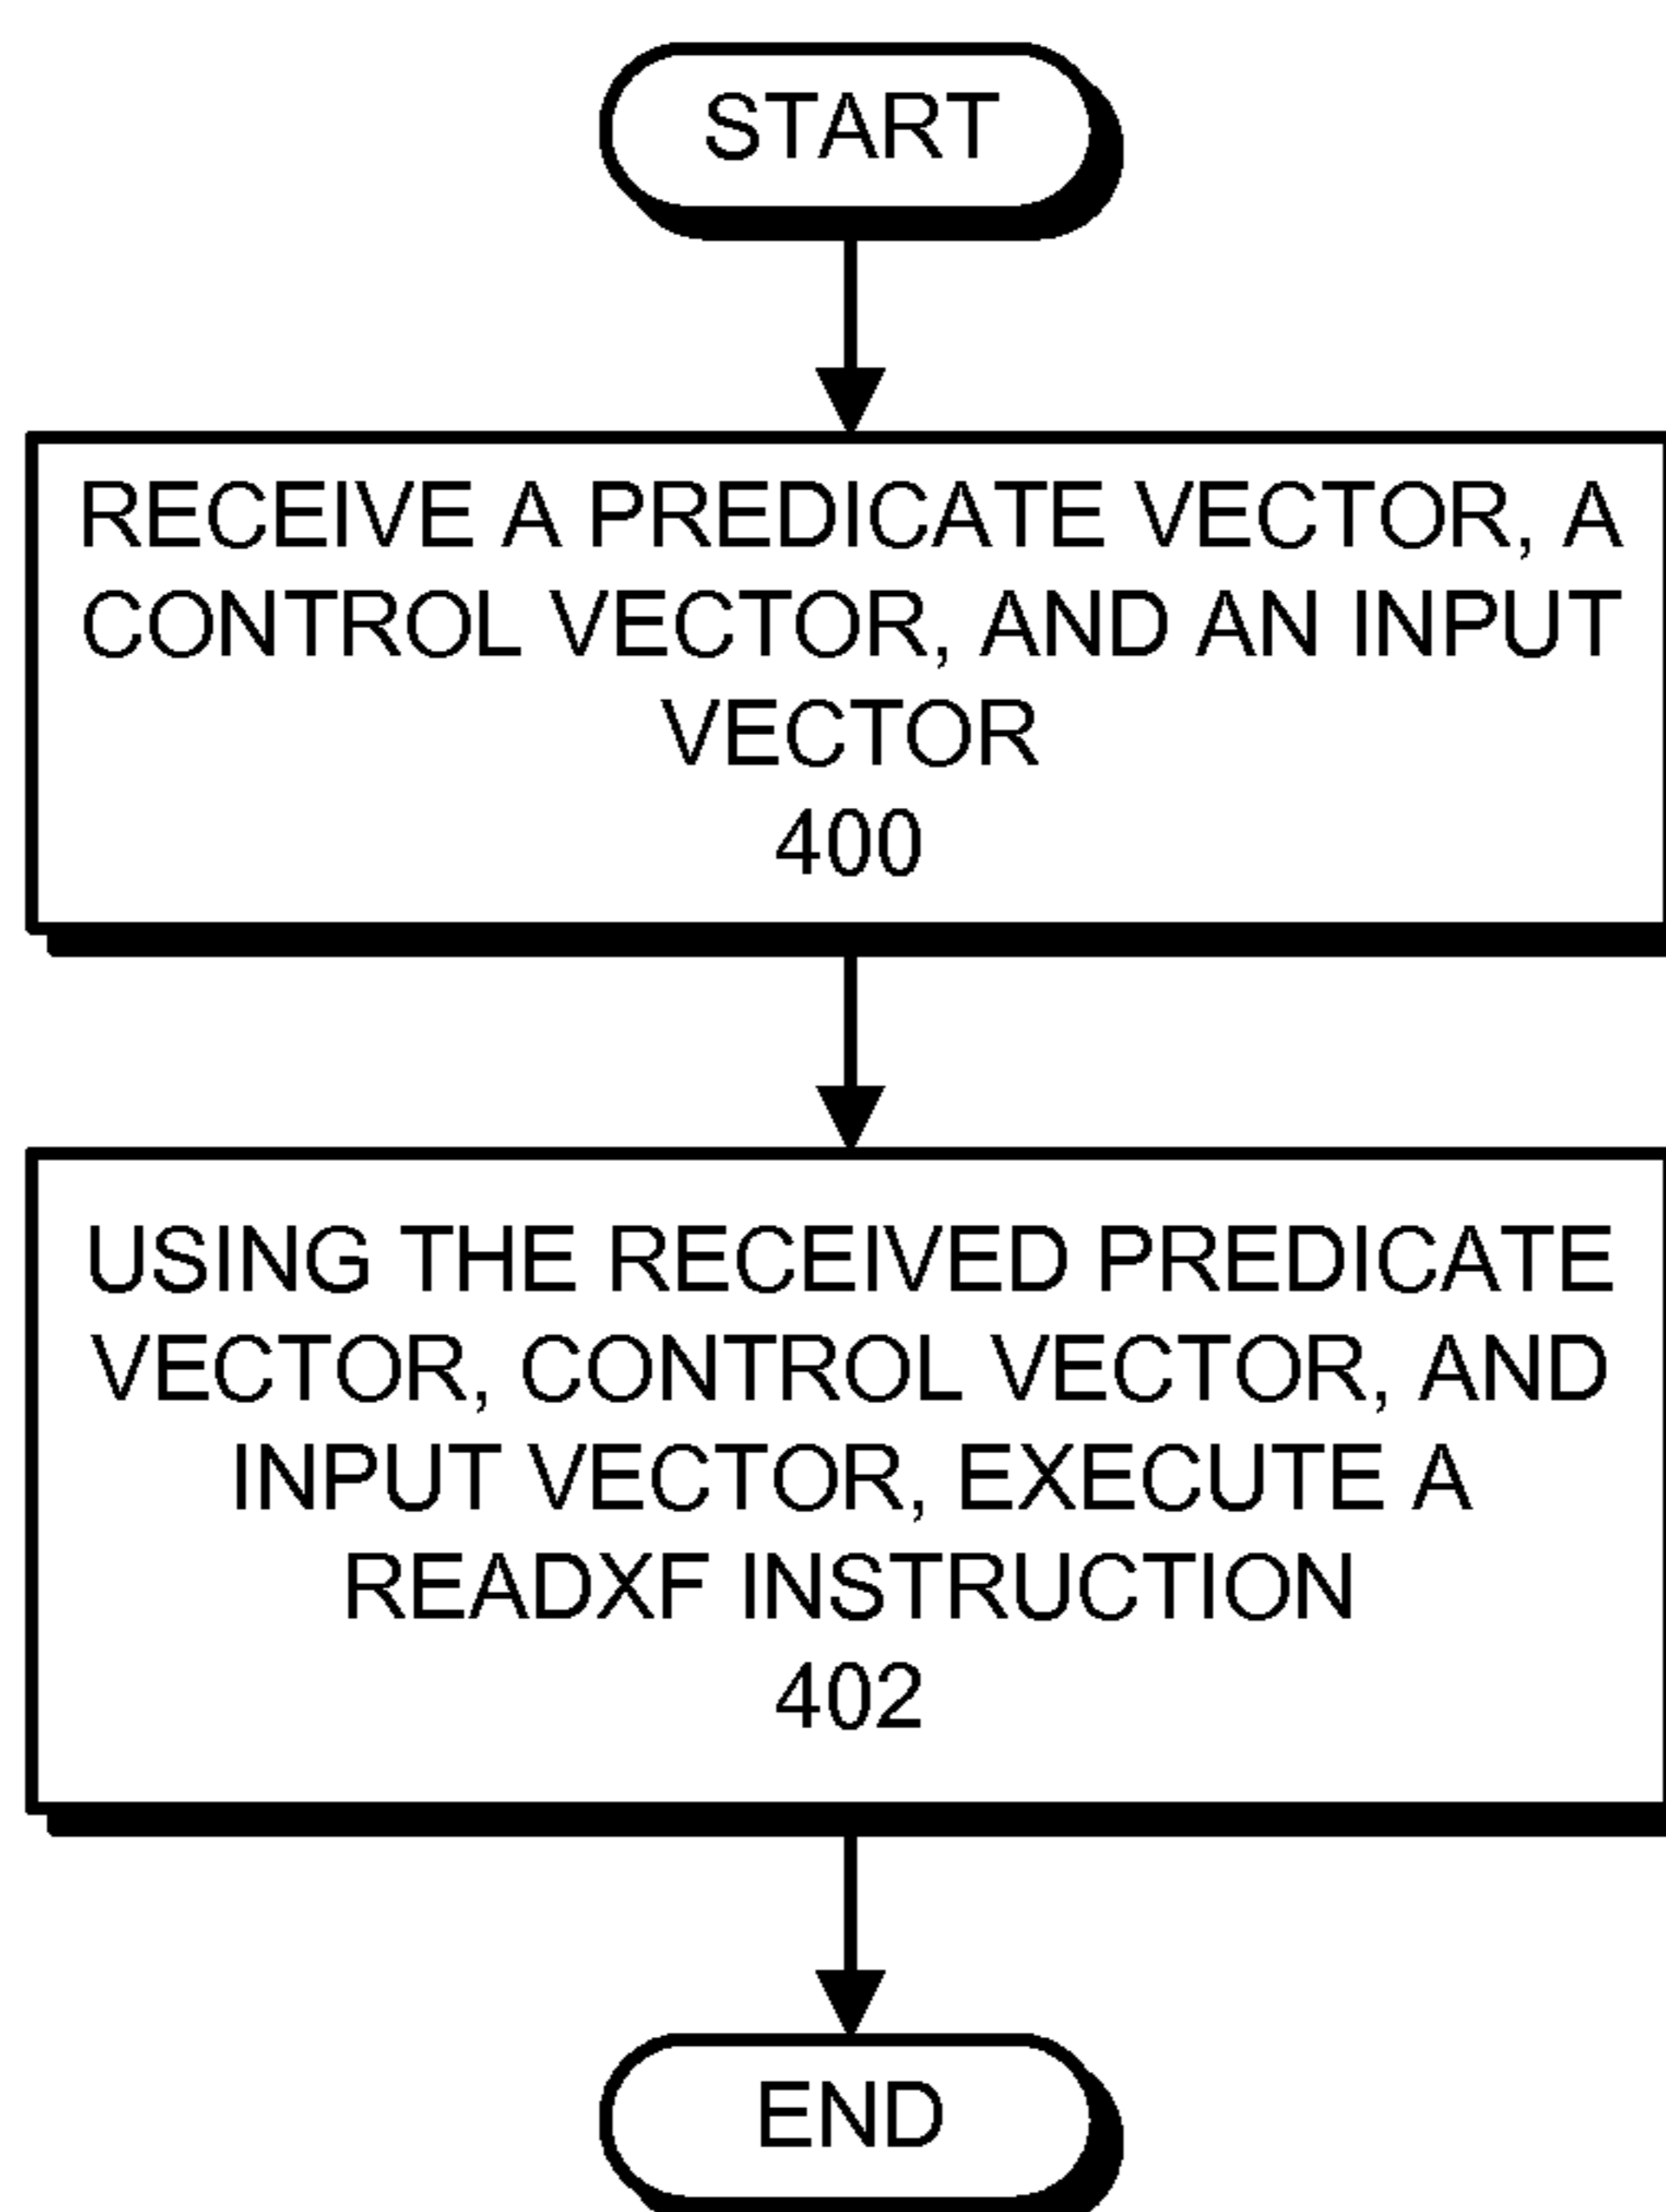 START
RECEIVE A PREDICATE VECTOR, A
CONTROL VECTOR, AND AN INPUT
VECTOR
400
USING THE RECEIVED PREDICATE
VECTOR, CONTROL VECTOR, AND
INPUT VECTOR, EXECUTE A
READXF INSTRUCTION
402
END